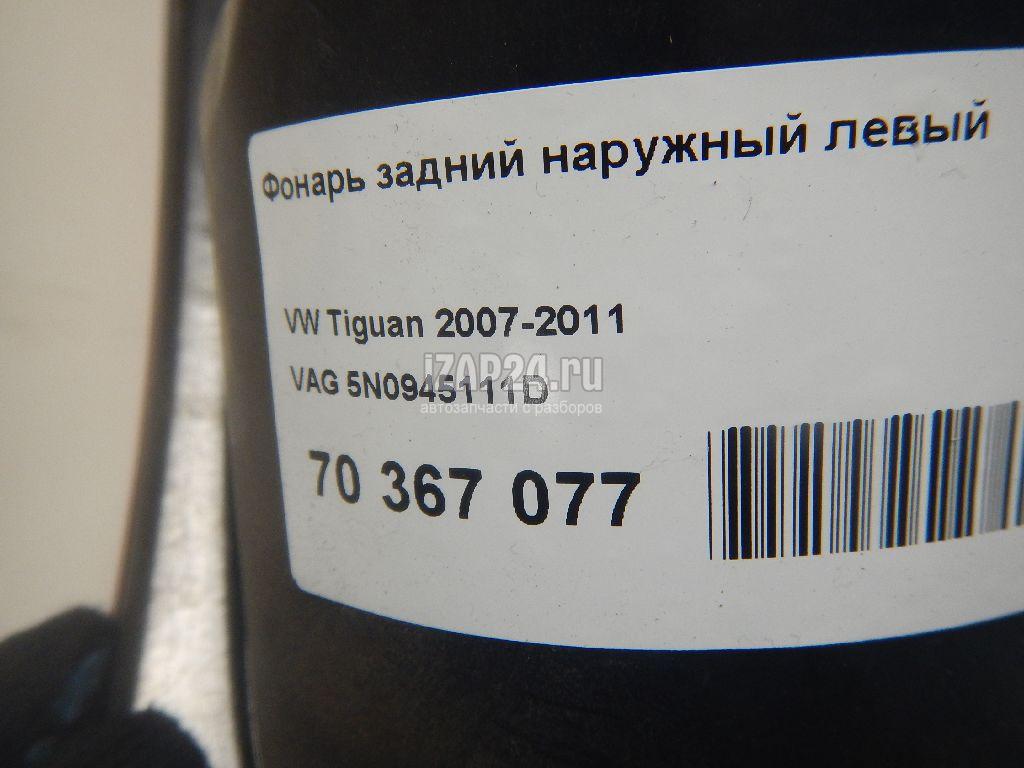 Фонарь задний наружный левый
VW Tiguan 2007-2011
iZAP24.ru
VAG 5N0945111D
автозапчасти с разборов
70 367 077